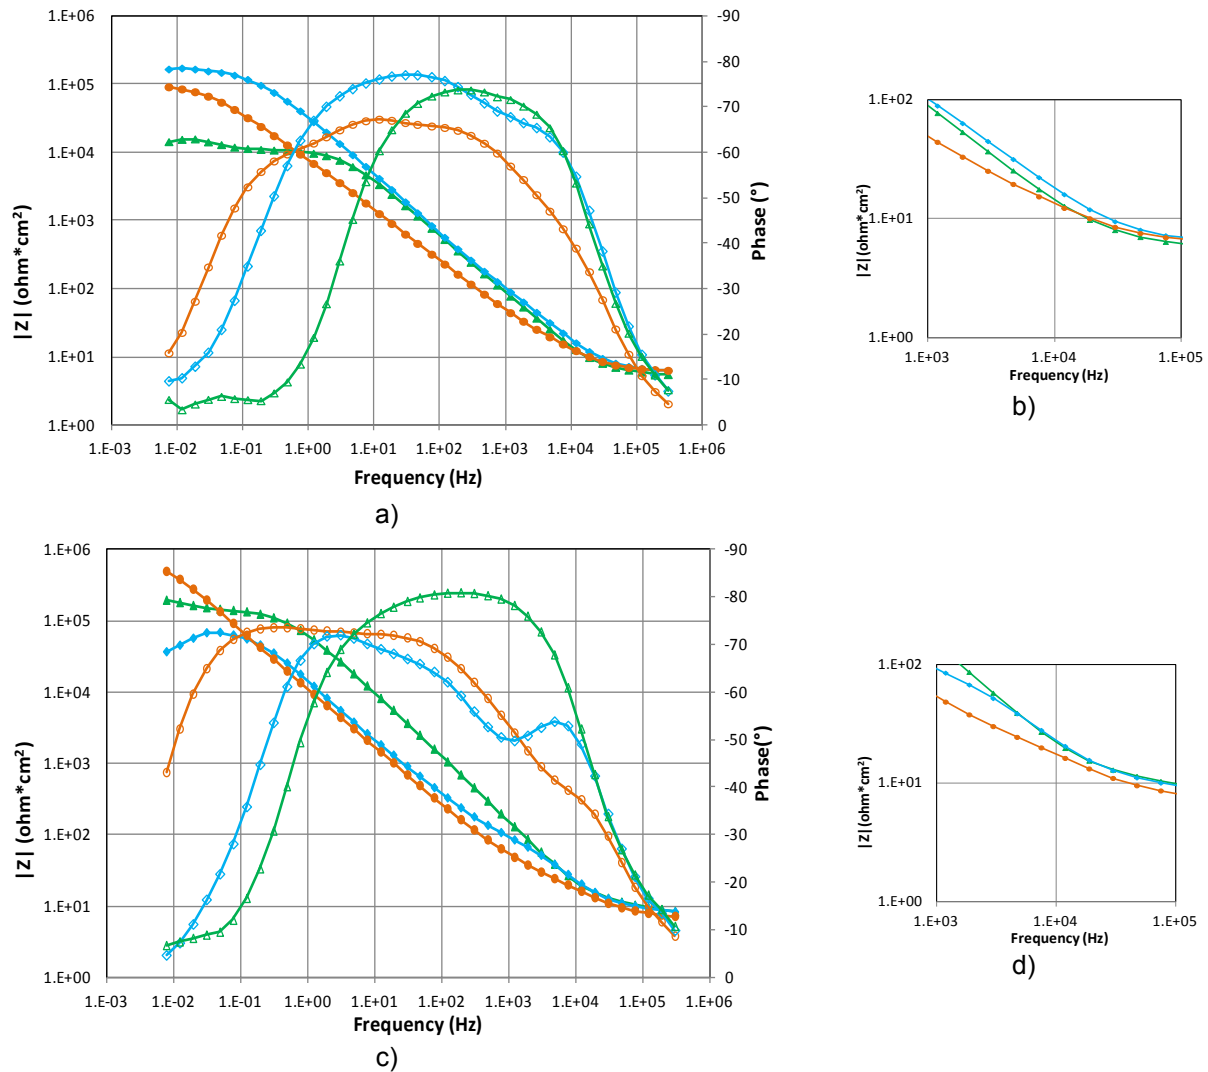 1.E+06
1.E+05
1.E+04
1.E+03
1.E+02
1.E+01
1.E+00
|Z| (ohm*cm²)
-90
-80
-70
-60
-50
-40
-30
-20
-10
0
Phase (°)
1.E-03 1.E-02 1.E-01 1.E+00 1.E+01 1.E+02 1.E+03 1.E+04 1.E+05 1.E+06
Frequency (Hz)
a)
1.E+02
1.E+01
1.E+00
|Z| (ohm*cm²)
1.E+03 1.E+04 1.E+05
Frequency (Hz)
b)
1.E+06
1.E+05
1.E+04
1.E+03
1.E+02
1.E+01
1.E+00
|Z| (ohm*cm²)
-90
-80
-70
-60
-50
-40
-30
-20
-10
0
Phase(°)
1.E-03 1.E-02 1.E-01 1.E+00 1.E+01 1.E+02 1.E+03 1.E+04 1.E+05 1.E+06
Frequency (Hz)
c)
1.E+02
1.E+01
1.E+00
|Z| (ohm*cm²)
1.E+03 1.E+04 1.E+05
Frequency (Hz)
d)